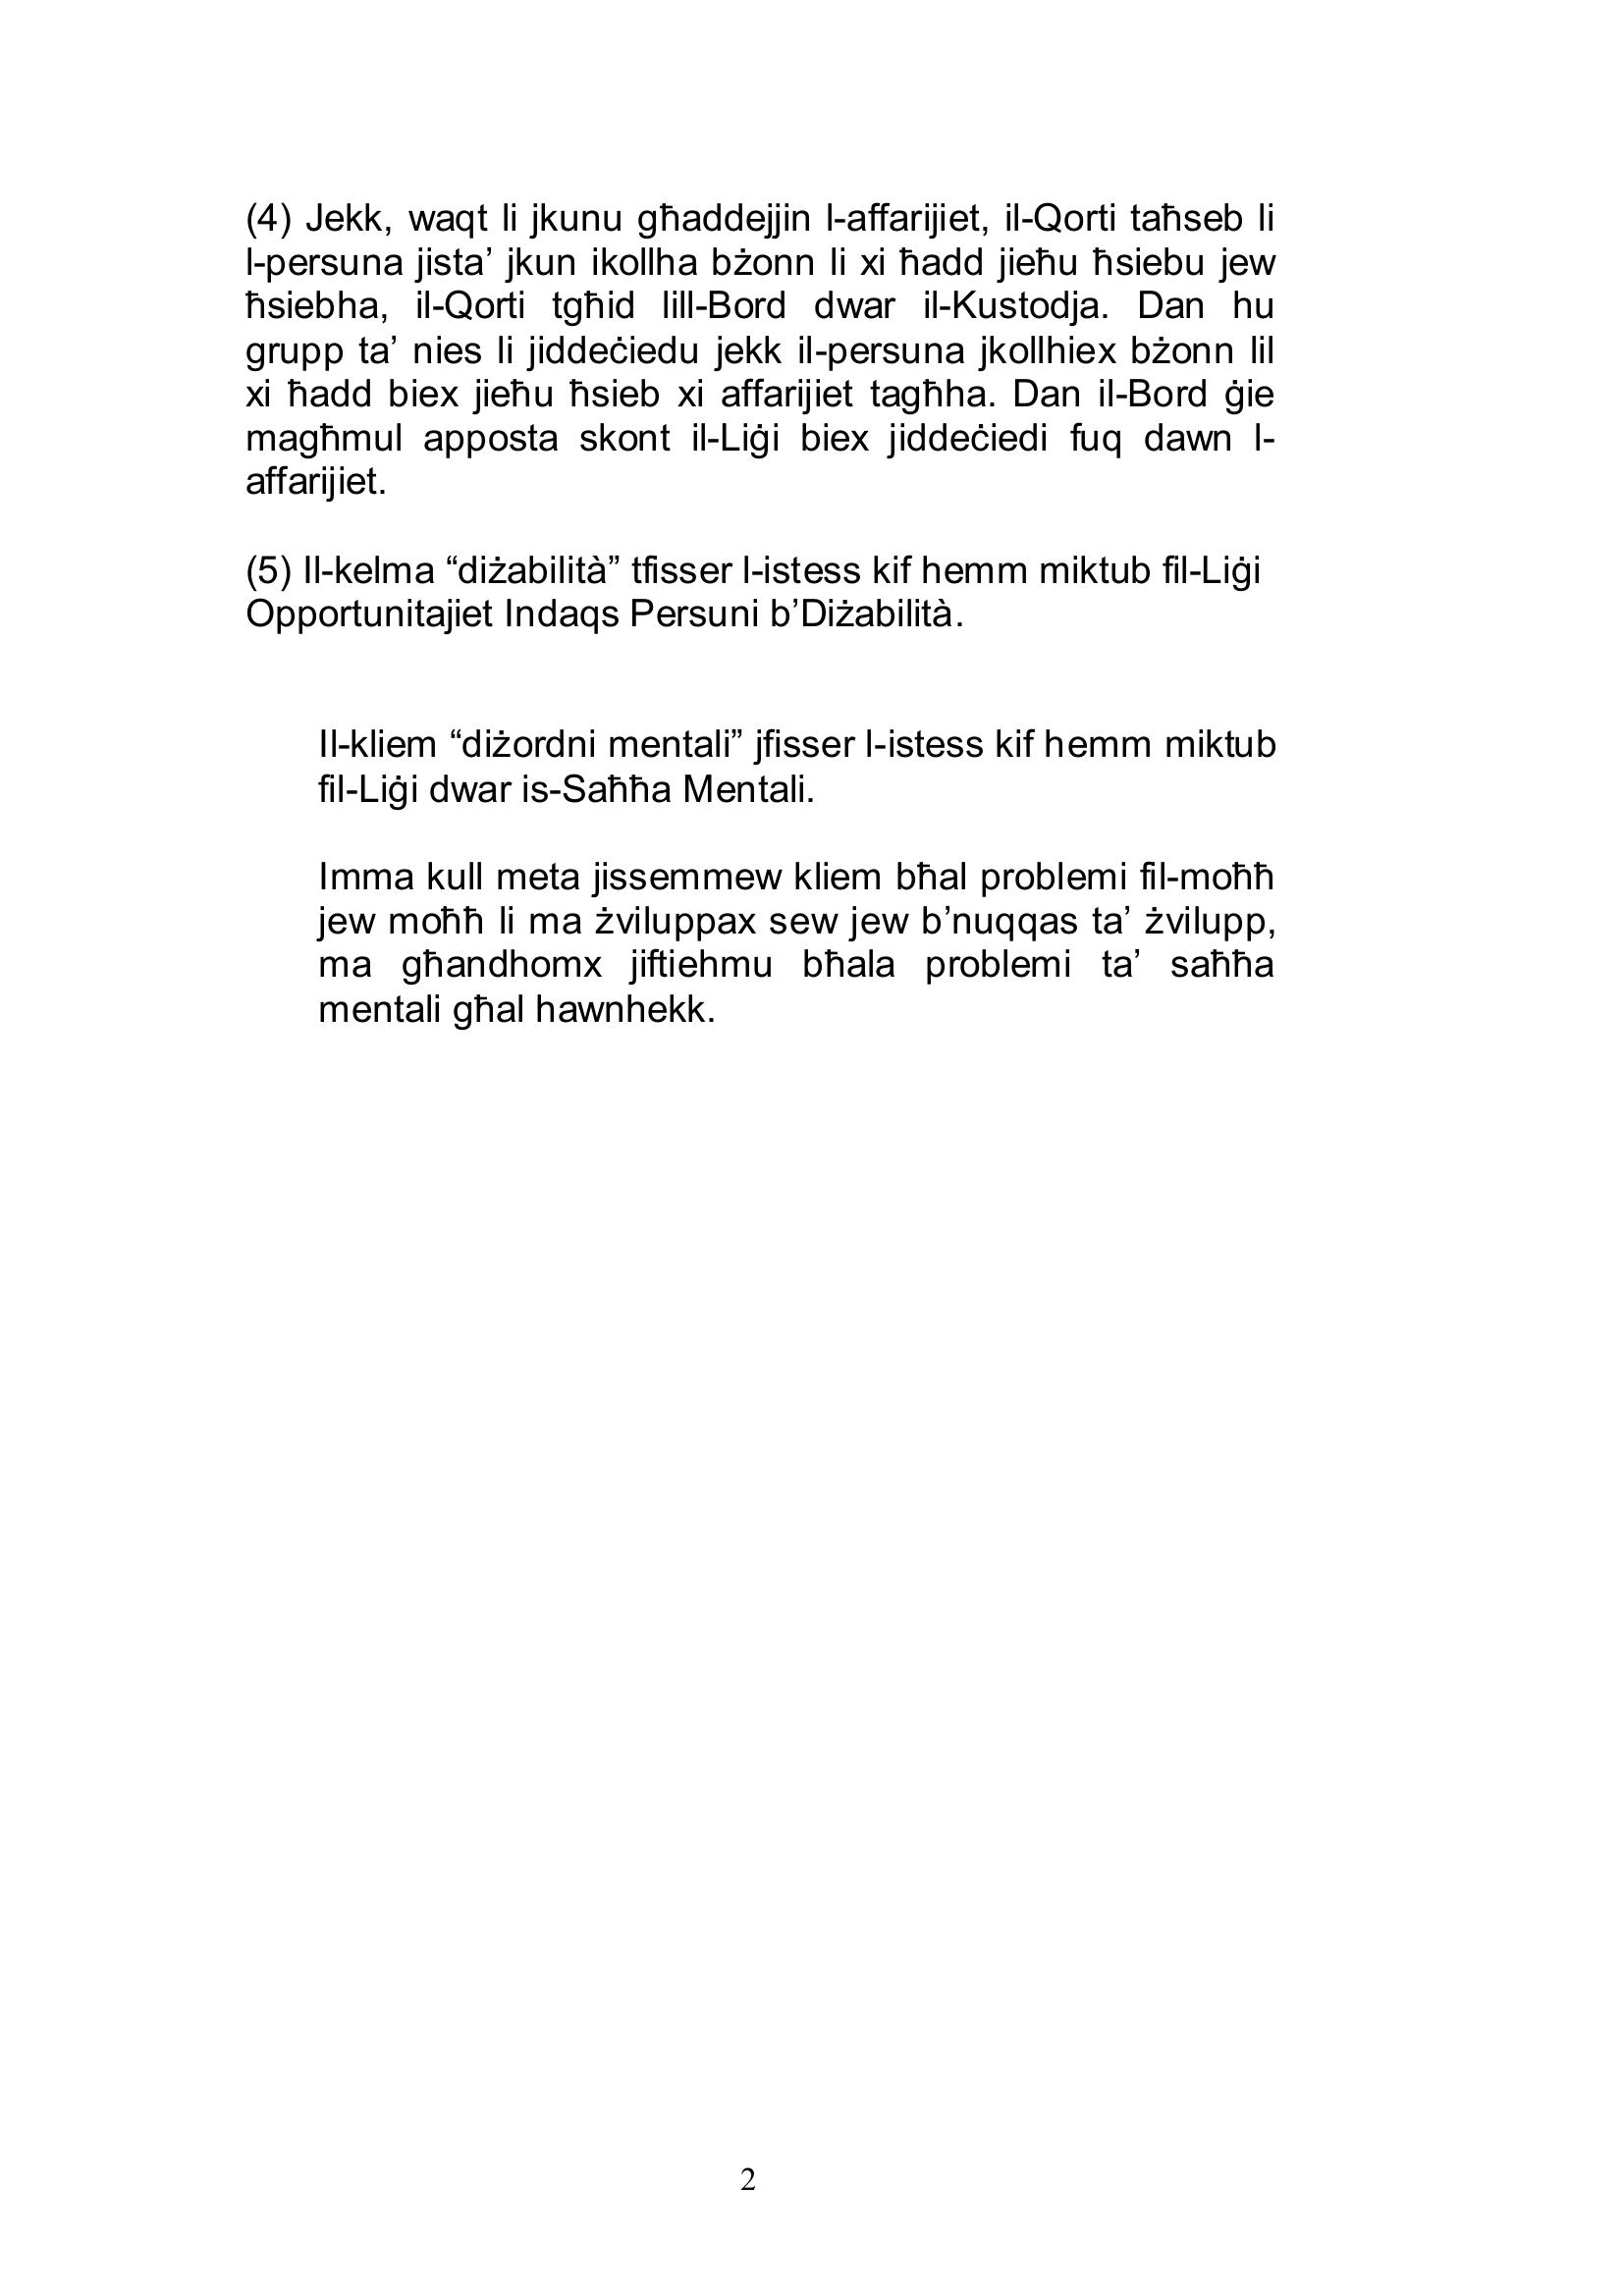 (4) Jekk, waqt li jkunu għaddejjin l-affarijiet, il-Qorti taħseb li
l-persuna jista’ jkun ikollha bżonn li xi ħadd jieħu ħsiebu jew
ħsiebha, il-Qorti tgħid lill-Bord dwar il-Kustodja. Dan hu
grupp ta’ nies li jiddeċiedu jekk il-persuna jkollhiex bżonn lil
xi ħadd biex jieħu ħsieb xi affarijiet tagħha. Dan il-Bord ġie
magħmul apposta skont il-Liġi biex jiddeċiedi fuq dawn l-
affarijiet.
(5) Il-kelma “diżabilità” tfisser l-istess kif hemm miktub fil-Liġi
Opportunitajiet Indaqs Persuni b’Diżabilità.
Il-kliem “diżordni mentali” jfisser l-istess kif hemm miktub
fil-Liġi dwar is-Saħħa Mentali.
Imma kull meta jissemmew kliem bħal problemi fil-moħħ
jew moħħ li ma żviluppax sew jew b’nuqqas ta’ żvilupp,
ma għandhomx jiftiehmu bħala problemi ta’ saħħa
mentali għal hawnhekk.
2